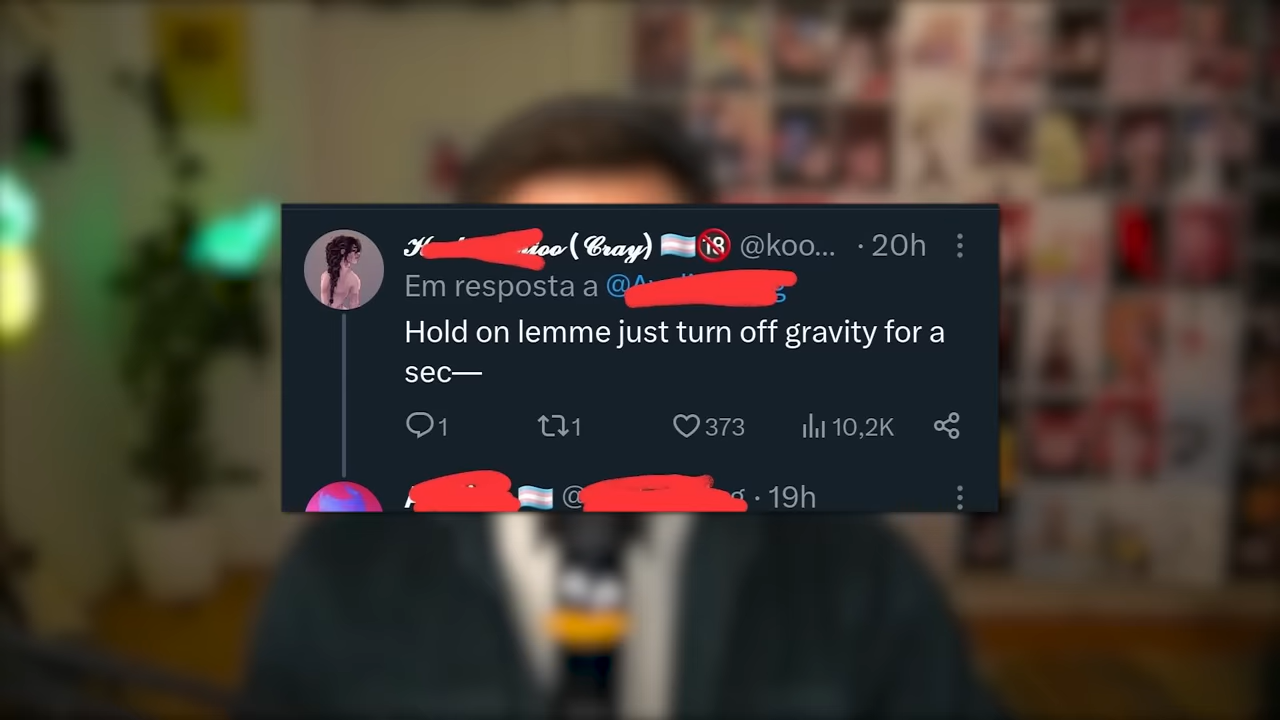 (Cray) 🔞 @koo... · 20h
Em resposta a
Hold on lemme just turn off gravity for a
sec—
1 1 373 10,2K
· 19h